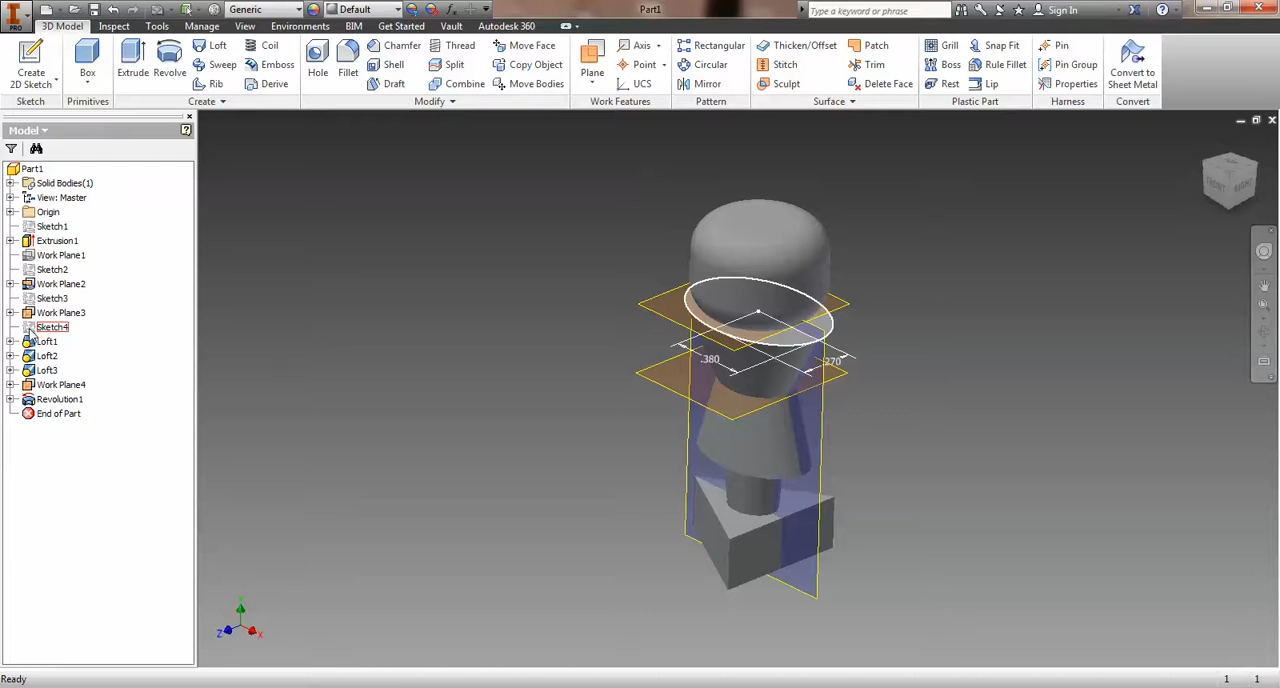 PRO
Generic
Default
Part1
Type a keyword or phrase
Sign In
3D Model
Inspect
Tools
Manage
View
Environments
BIM
Get Started
Vault
Autodesk 360
Create
2D Sketch
Sketch
Box
Primitives
Extrude
Revolve
Loft
Sweep
Rib
Coil
Emboss
Derive
Create
Hole
Fillet
Chamfer
Shell
Draft
Thread
Split
Combine
Move Face
Copy Object
Move Bodies
Modify
Plane
Axis
Point
UCS
Work Features
Rectangular
Circular
Mirror
Pattern
Thicken/Offset
Stitch
Sculpt
Patch
Trim
Delete Face
Surface
Grill
Boss
Rest
Snap Fit
Rule Fillet
Lip
Plastic Part
Pin
Pin Group
Properties
Harness
Convert to
Sheet Metal
Convert
Model
Part1
Solid Bodies(1)
View: Master
Origin
Sketch1
Extrusion1
Work Plane1
Sketch2
Work Plane2
Sketch3
Work Plane3
Sketch4
Loft1
Loft2
Loft3
Work Plane4
Revolution1
End of Part
FRONT
RIGHT
.380
.270
Y
Z
X
Ready
1 1